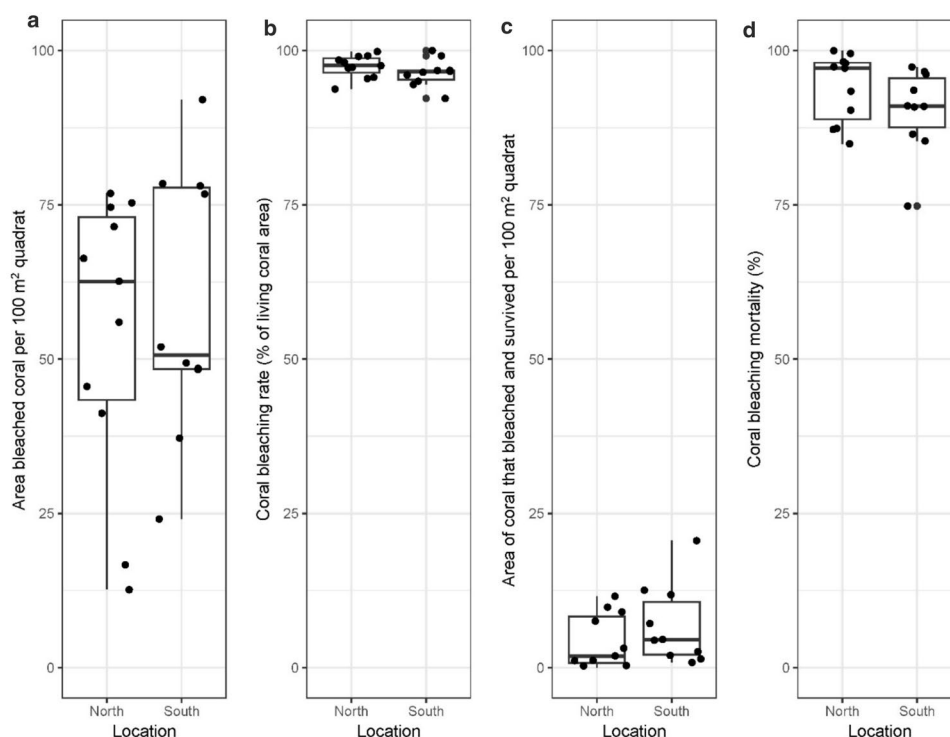 a
Area bleached coral per 100 m² quadrat
100
75
50
25
0
North South
Location
b
Coral bleaching rate (% of living coral area)
100
75
50
25
0
North South
Location
c
Area of coral that bleached and survived per 100 m² quadrat
100
75
50
25
0
North South
Location
d
Coral bleaching mortality (%)
100
75
50
25
0
North South
Location